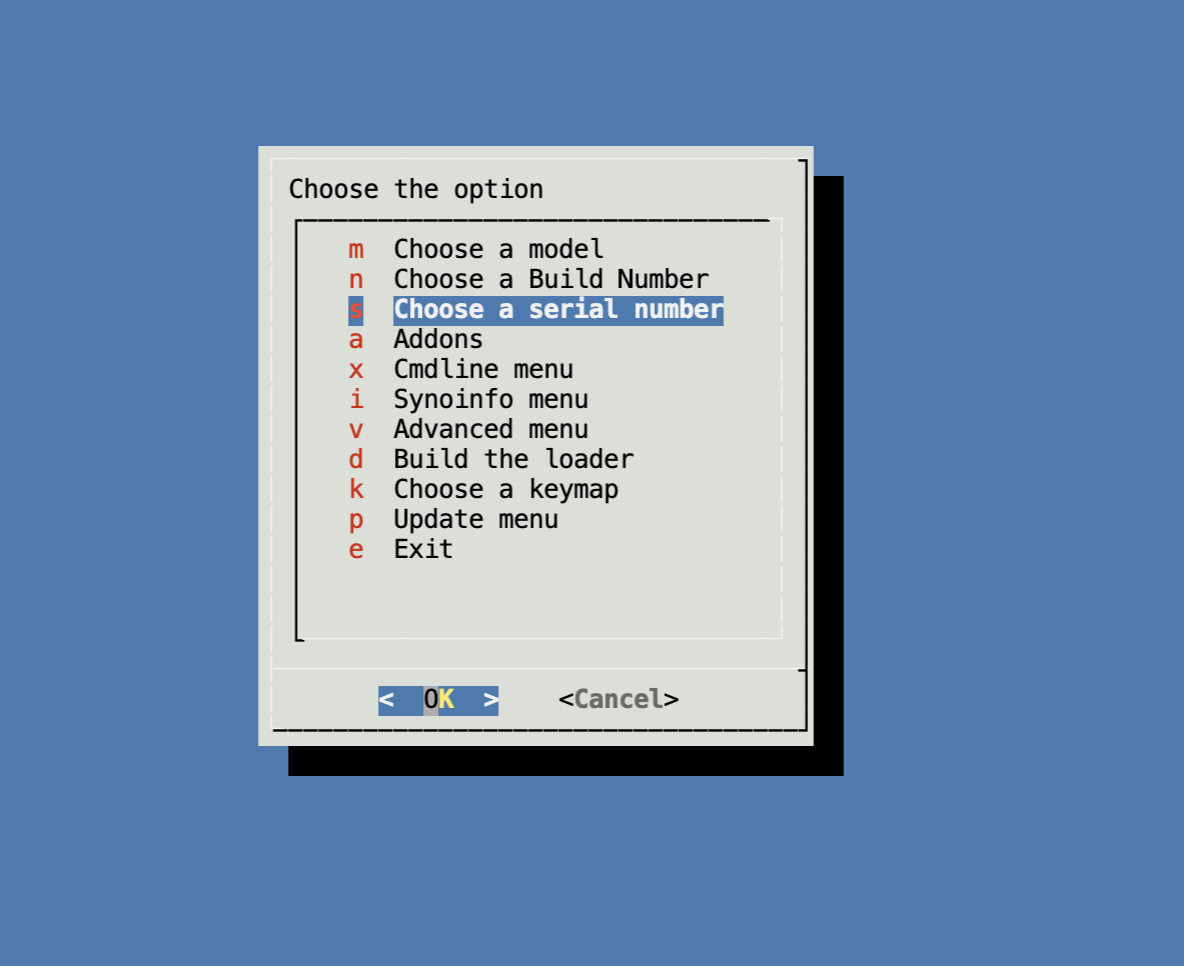 Choose the option
m Choose a model
n Choose a Build Number
s Choose a serial number
a Addons
x Cmdline menu
i Synoinfo menu
v Advanced menu
d Build the loader
k Choose a keymap
p Update menu
e Exit
< OK > <Cancel>